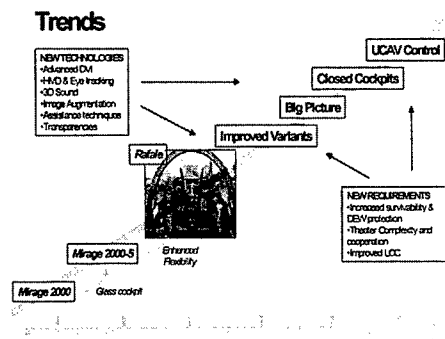 Trends
UCAV Control
NEW TECHNOLOGIES
•Advanced DVI
•HMD & Eye tracking
•3D Sound
•Image Augmentation
•Assistance techniques
•Transparencies
Closed Cockpits
Big Picture
Improved Variants
Rafale
NEW REQUIREMENTS
•Increased survivability &
DEW protection
•Theater Complexity and
cooperation
•Improved LCC
Mirage 2000-5
Enhanced
Flexibility
Mirage 2000
Glass cockpit